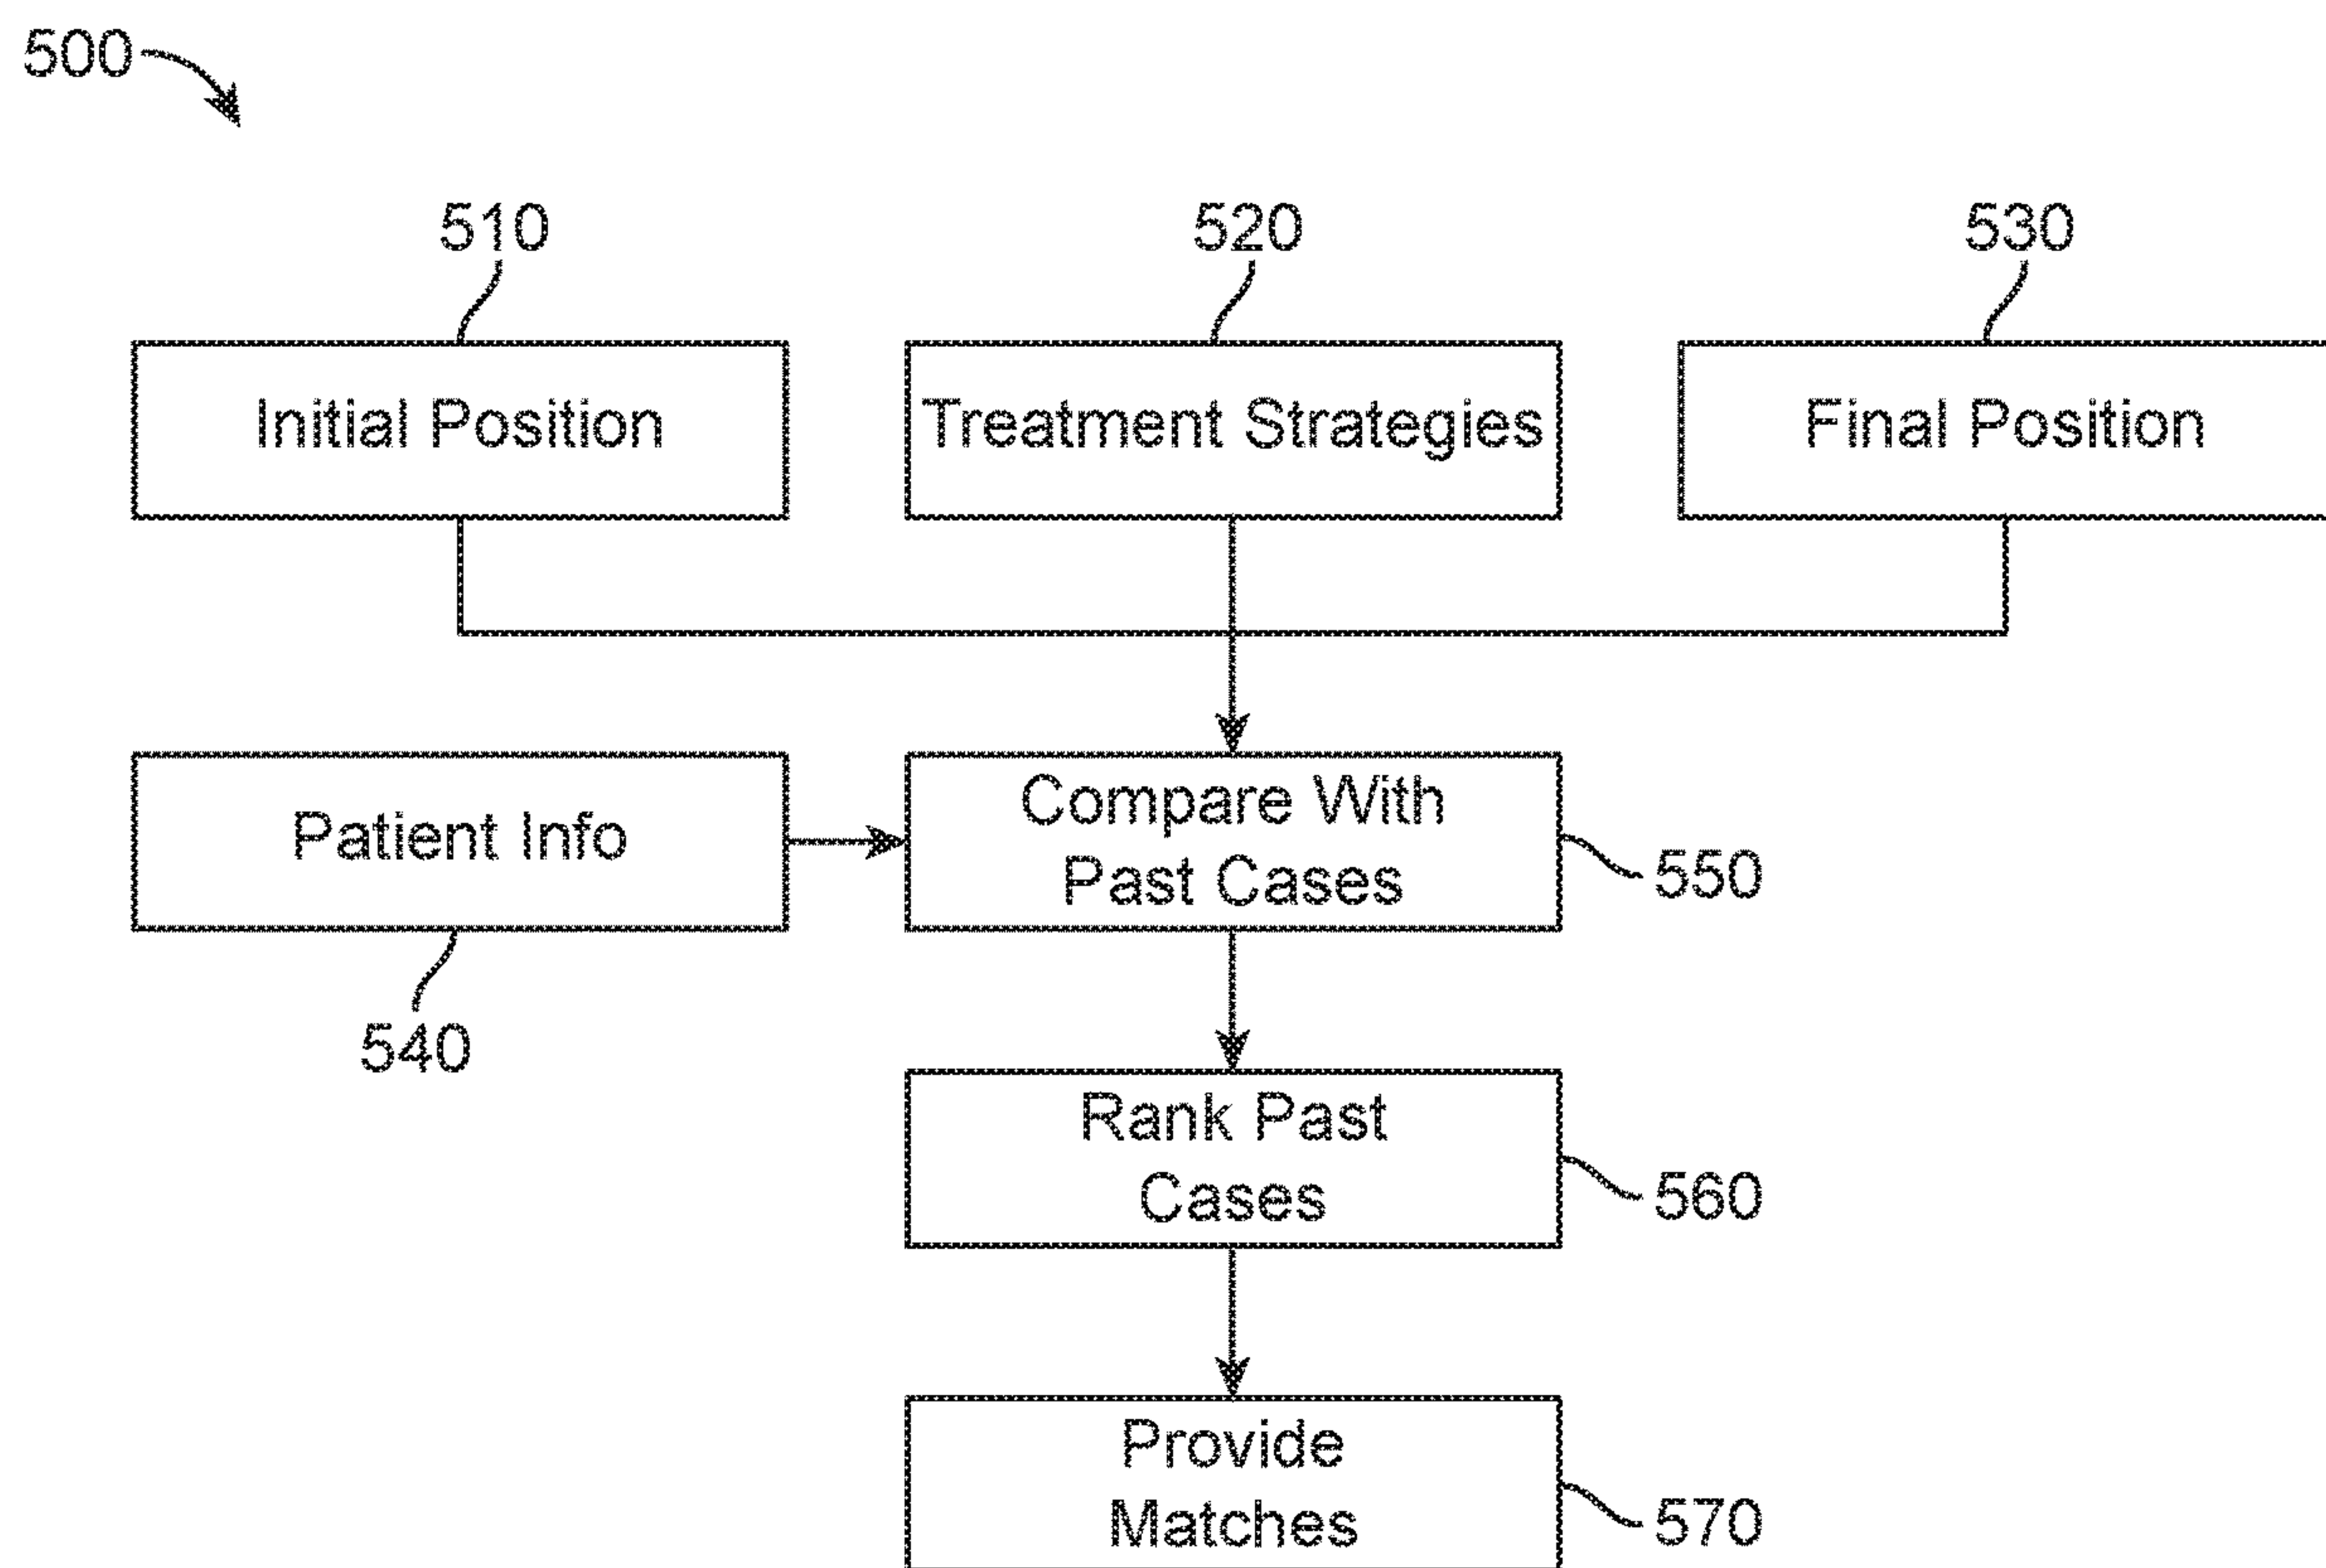 500
510
520
530
Initial Position
Treatment Strategies
Final Position
Patient Info
Compare With
Past Cases
550
540
Rank Past
Cases
560
Provide
Matches
570